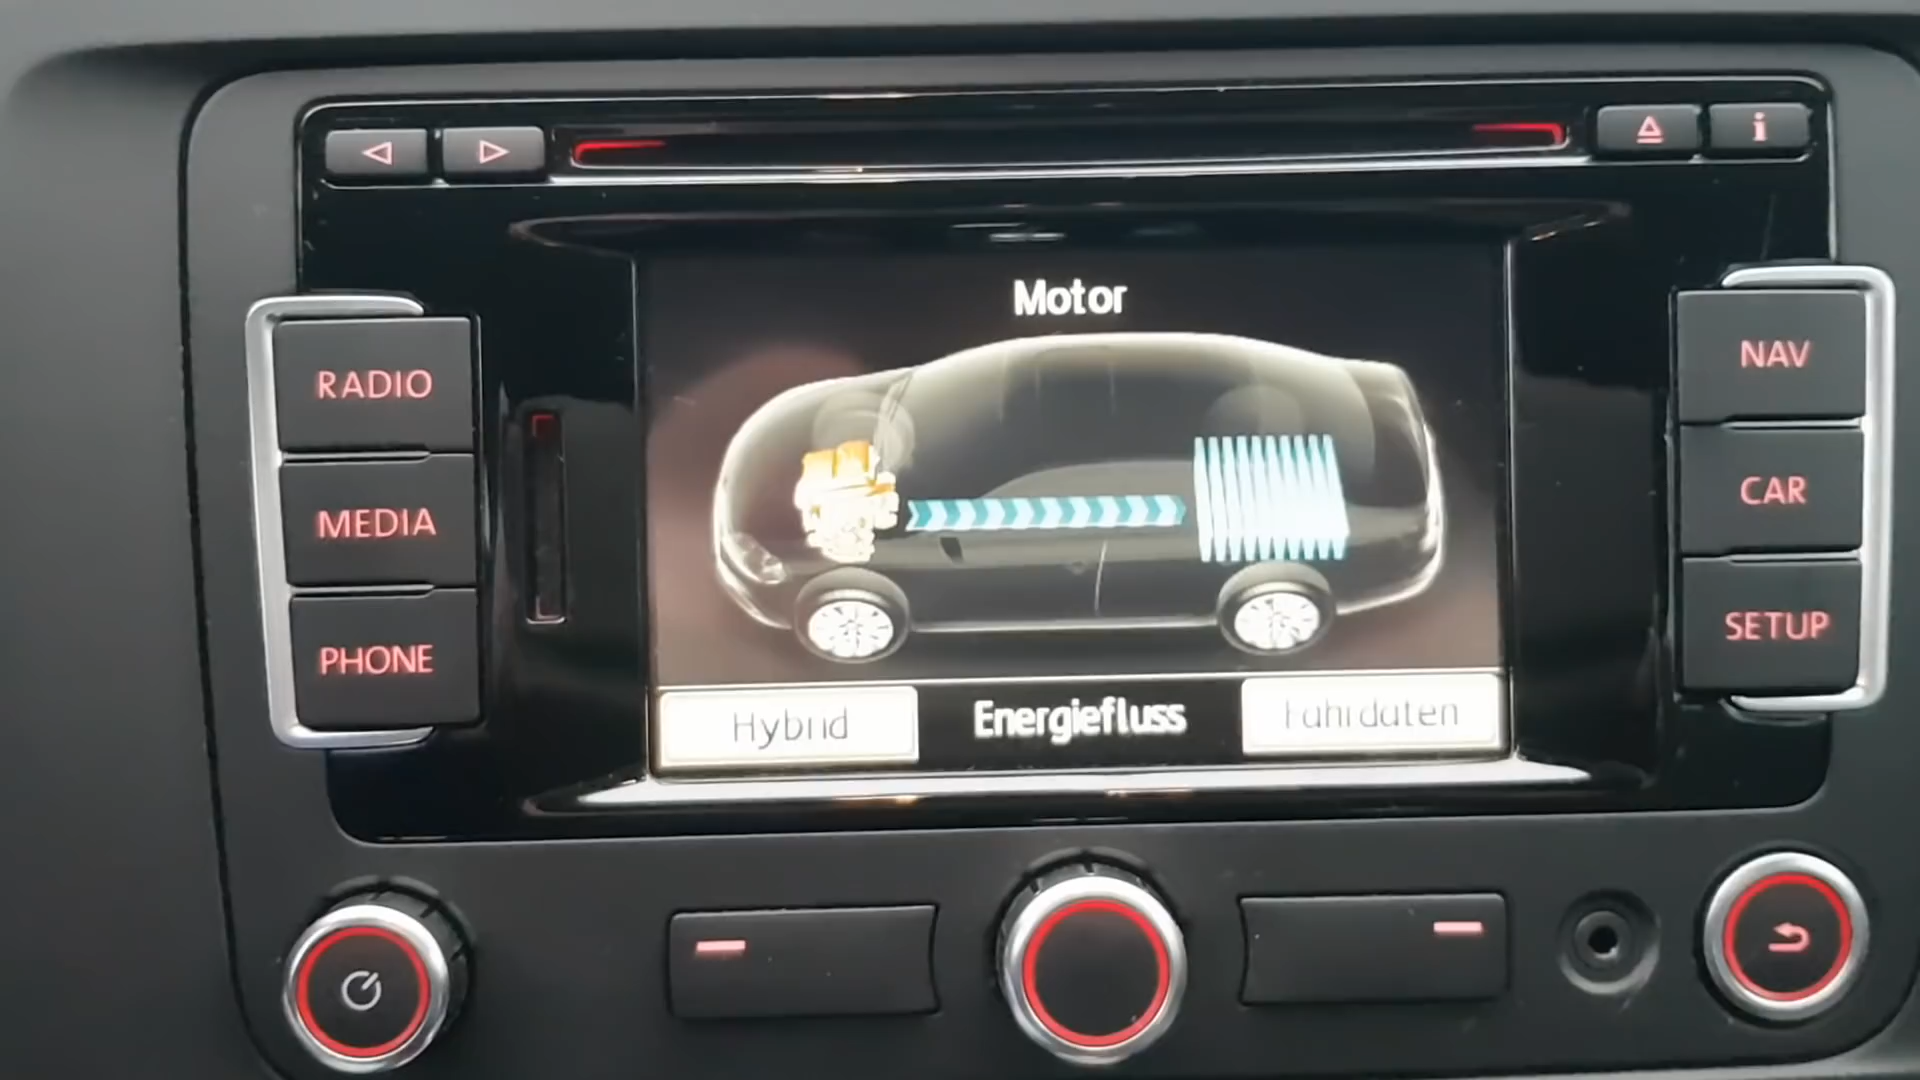 i
Motor
RADIO
NAV
MEDIA
CAR
PHONE
SETUP
Hybrid
Energiefluss
Fahrdaten